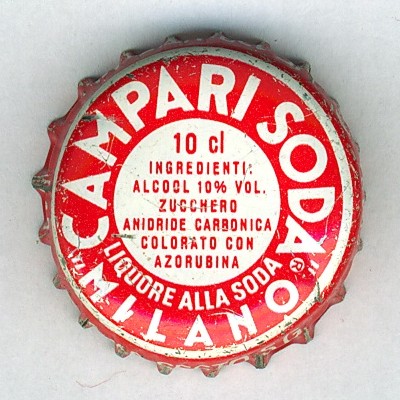 "CAMPARI SODA"®
10 cl
INGREDIENTI:
ALCOOL 10% VOL.
ZUCCHERO
ANIDRIDE CARBONICA
COLORATO CON
AZORUBINA
LIQUORE ALLA SODA
MILANO